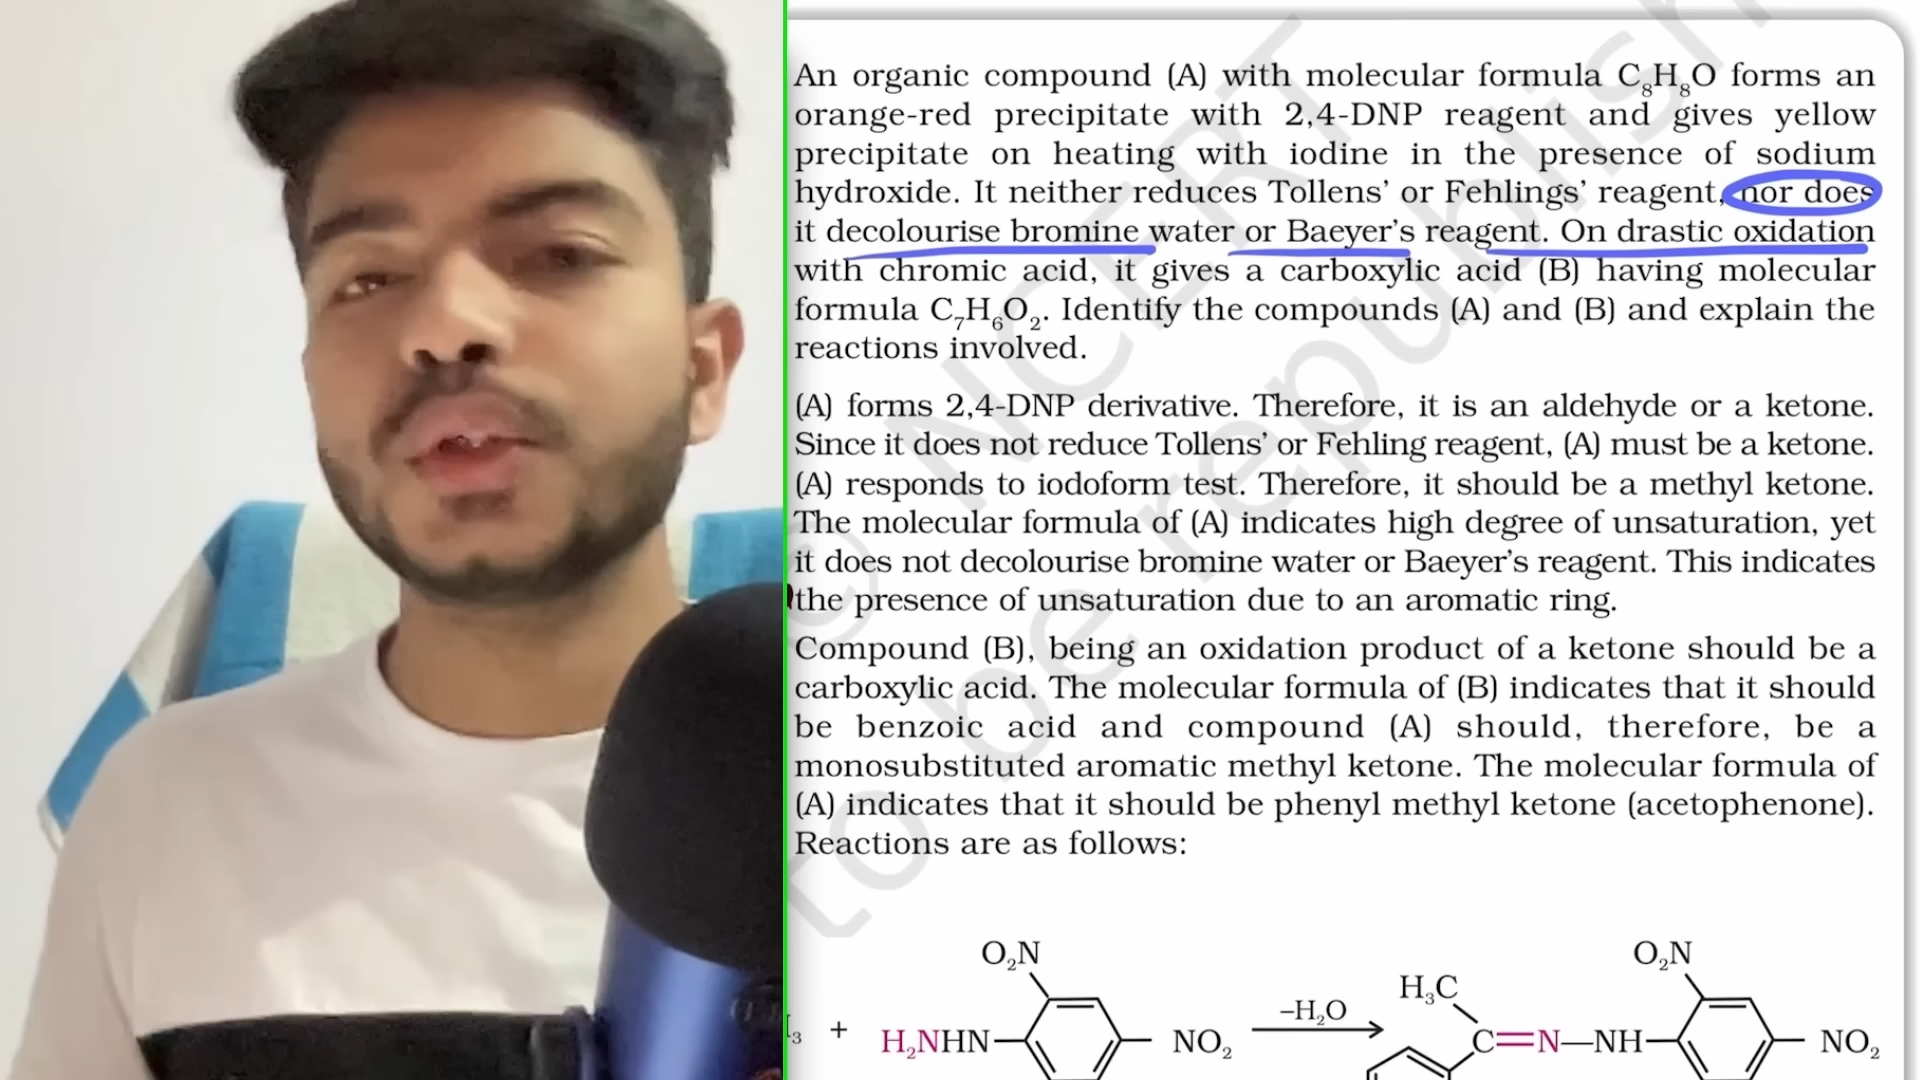 An organic compound (A) with molecular formula C₈H₈O forms an
orange-red precipitate with 2,4-DNP reagent and gives yellow
precipitate on heating with iodine in the presence of sodium
hydroxide. It neither reduces Tollens’ or Fehlings’ reagent, nor does
it decolourise bromine water or Baeyer’s reagent. On drastic oxidation
with chromic acid, it gives a carboxylic acid (B) having molecular
formula C₇H₆O₂. Identify the compounds (A) and (B) and explain the
reactions involved.
(A) forms 2,4-DNP derivative. Therefore, it is an aldehyde or a ketone.
Since it does not reduce Tollens’ or Fehling reagent, (A) must be a ketone.
(A) responds to iodoform test. Therefore, it should be a methyl ketone.
The molecular formula of (A) indicates high degree of unsaturation, yet
it does not decolourise bromine water or Baeyer’s reagent. This indicates
the presence of unsaturation due to an aromatic ring.
Compound (B), being an oxidation product of a ketone should be a
carboxylic acid. The molecular formula of (B) indicates that it should
be benzoic acid and compound (A) should, therefore, be a
monosubstituted aromatic methyl ketone. The molecular formula of
(A) indicates that it should be phenyl methyl ketone (acetophenone).
Reactions are as follows:
O₂N O₂N
H₃C
–H₂O
₃ + H₂NHN NO₂ C=N—NH NO₂
© NCERT
to be republish